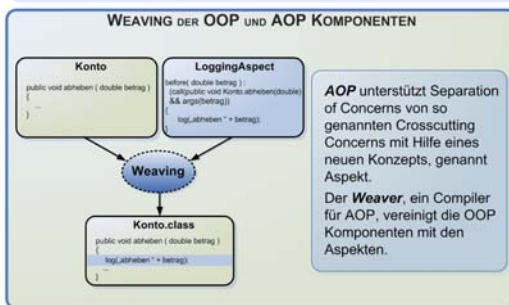 WEAVING DER OOP UND AOP KOMPONENTEN
Konto
public void abheben ( double betrag )
{
...
}
LoggingAspect
before( double betrag ) :
(call(public void Konto.abheben(double)
&& args(betrag))
{
log(„abheben " + betrag);
}
Weaving
Konto.class
public void abheben ( double betrag )
{
log(„abheben " + betrag);
...
}
AOP unterstützt Separation
of Concerns von so
genannten Crosscutting
Concerns mit Hilfe eines
neuen Konzepts, genannt
Aspekt.
Der Weaver, ein Compiler
für AOP, vereinigt die OOP
Komponenten mit den
Aspekten.